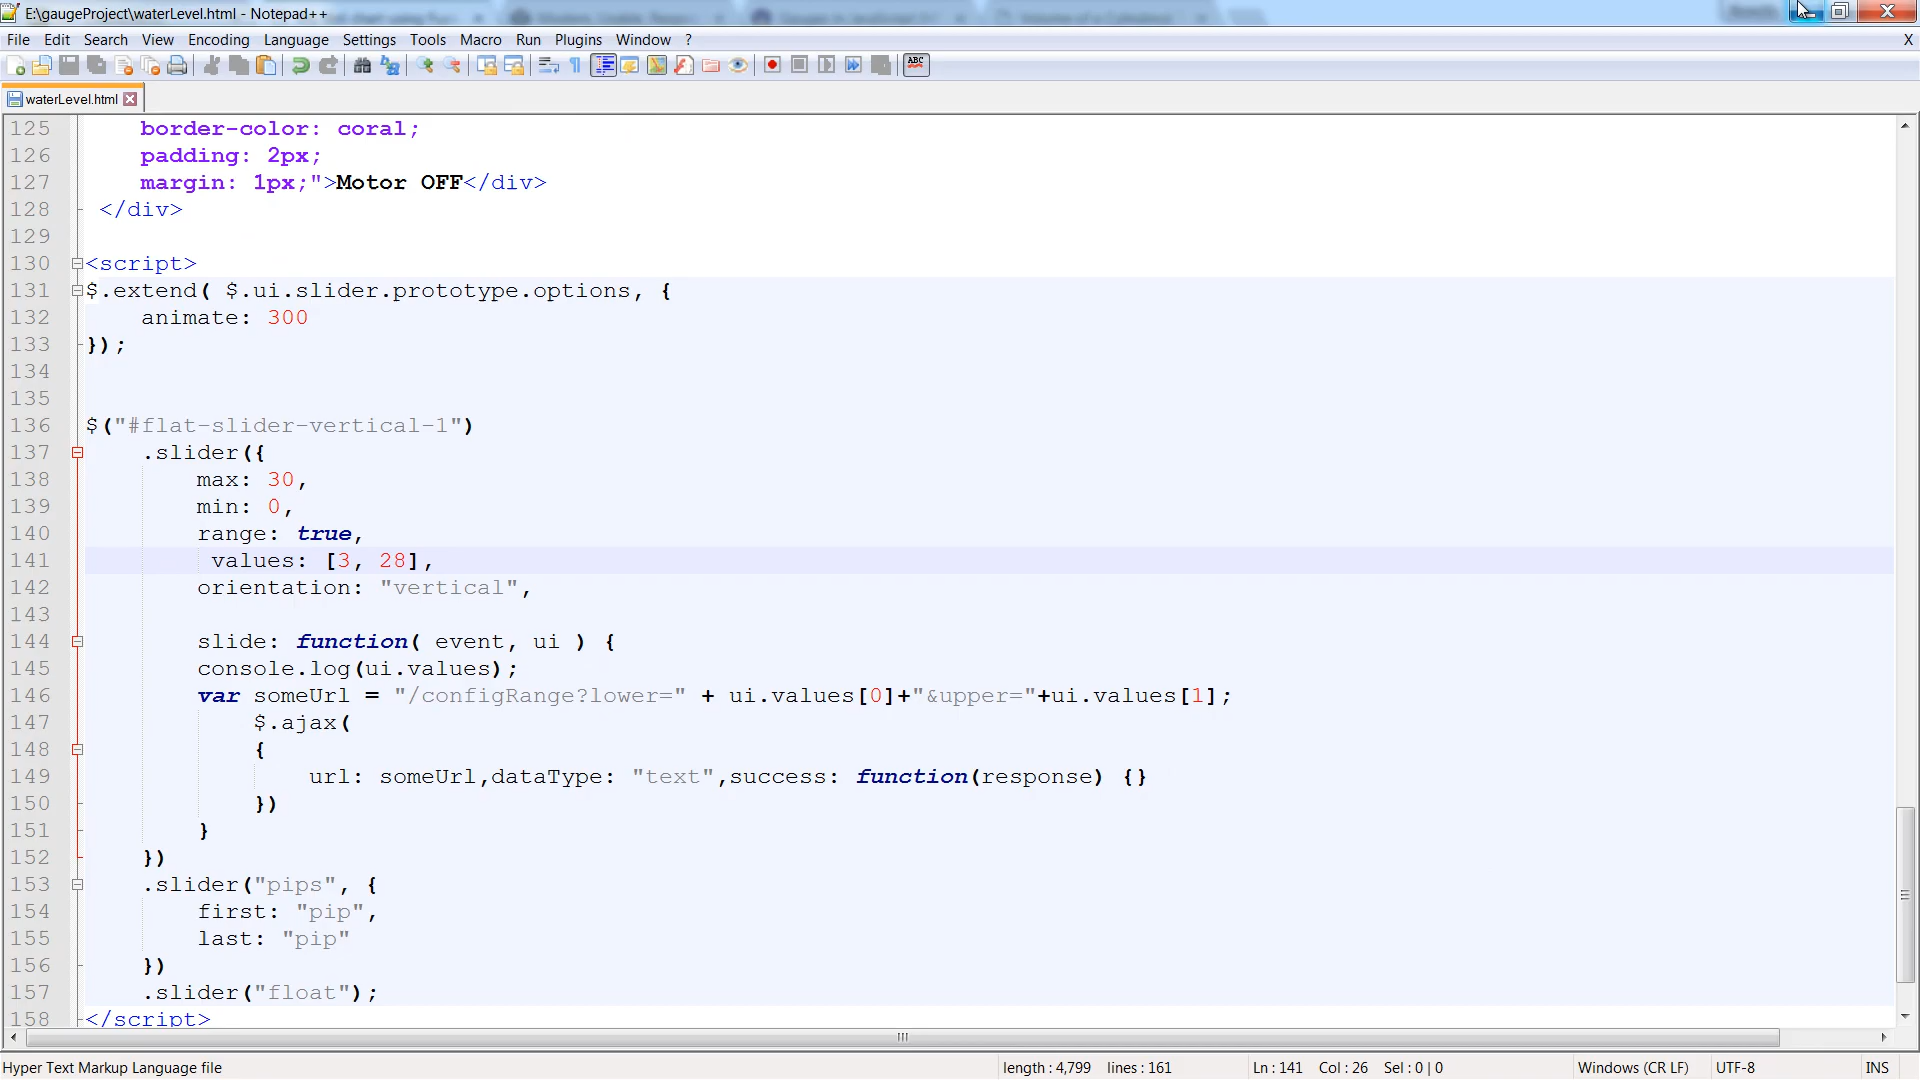 E:\gaugeProject\waterLevel.html - Notepad++
File Edit Search View Encoding Language Settings Tools Macro Run Plugins Window ? X
ABC
waterLevel.html
125 border-color: coral;
126 padding: 2px;
127 margin: 1px;">Motor OFF</div>
128 </div>
129
130 <script>
131 $.extend( $.ui.slider.prototype.options, {
132 animate: 300
133 });
134
135
136 $("#flat-slider-vertical-1")
137 .slider({
138 max: 30,
139 min: 0,
140 range: true,
141 values: [3, 28],
142 orientation: "vertical",
143
144 slide: function( event, ui ) {
145 console.log(ui.values);
146 var someUrl = "/configRange?lower=" + ui.values[0]+"&upper="+ui.values[1];
147 $.ajax(
148 {
149 url: someUrl,dataType: "text",success: function(response) {}
150 })
151 }
152 })
153 .slider("pips", {
154 first: "pip",
155 last: "pip"
156 })
157 .slider("float");
158 </script>
Hyper Text Markup Language file length : 4,799 lines : 161 Ln : 141 Col : 26 Sel : 0 | 0 Windows (CR LF) UTF-8 INS